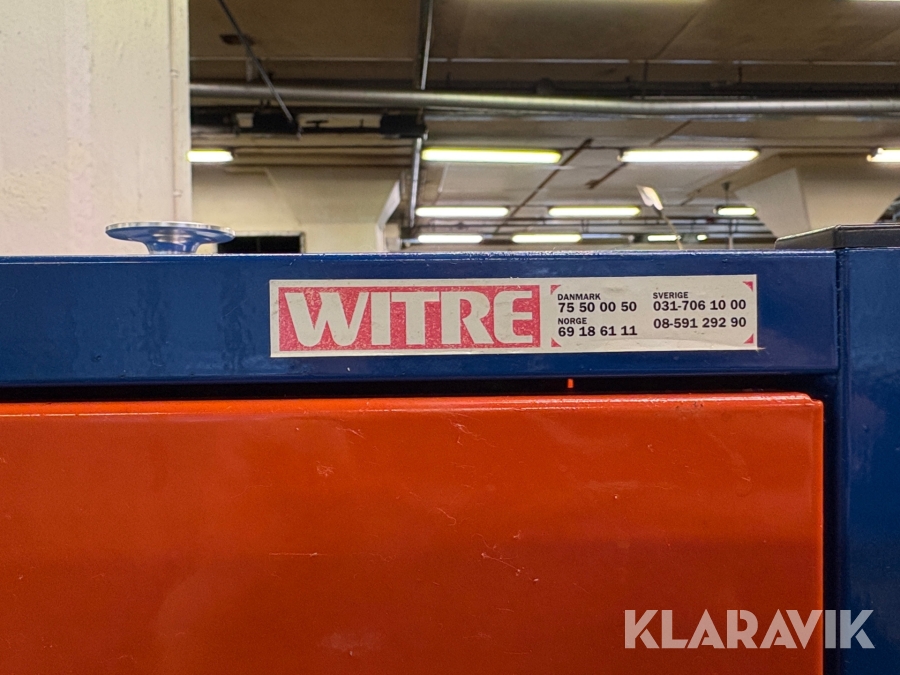 WITRE
DANMARK
75 50 00 50
NORGE
69 18 61 11
SVERIGE
031-706 10 00
08-591 292 90
KLARAVIK